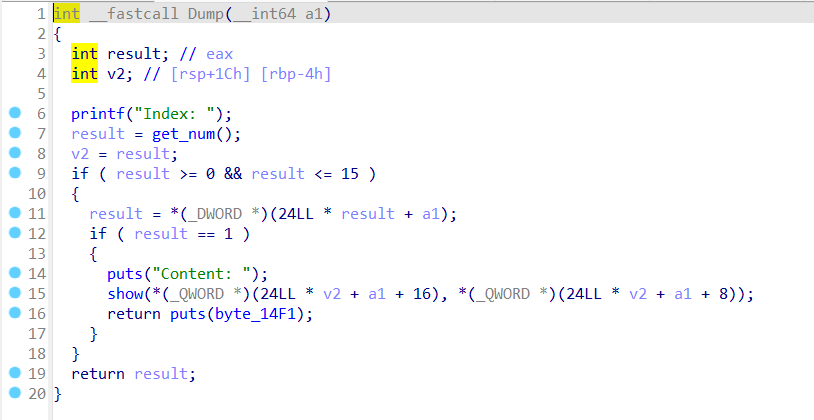 1 int __fastcall Dump(__int64 a1)
2 {
3 int result; // eax
4 int v2; // [rsp+1Ch] [rbp-4h]
5
6 printf("Index: ");
7 result = get_num();
8 v2 = result;
9 if ( result >= 0 && result <= 15 )
10 {
11 result = *(_DWORD *)(24LL * result + a1);
12 if ( result == 1 )
13 {
14 puts("Content: ");
15 show(*(_QWORD *)(24LL * v2 + a1 + 16), *(_QWORD *)(24LL * v2 + a1 + 8));
16 return puts(byte_14F1);
17 }
18 }
19 return result;
20 }